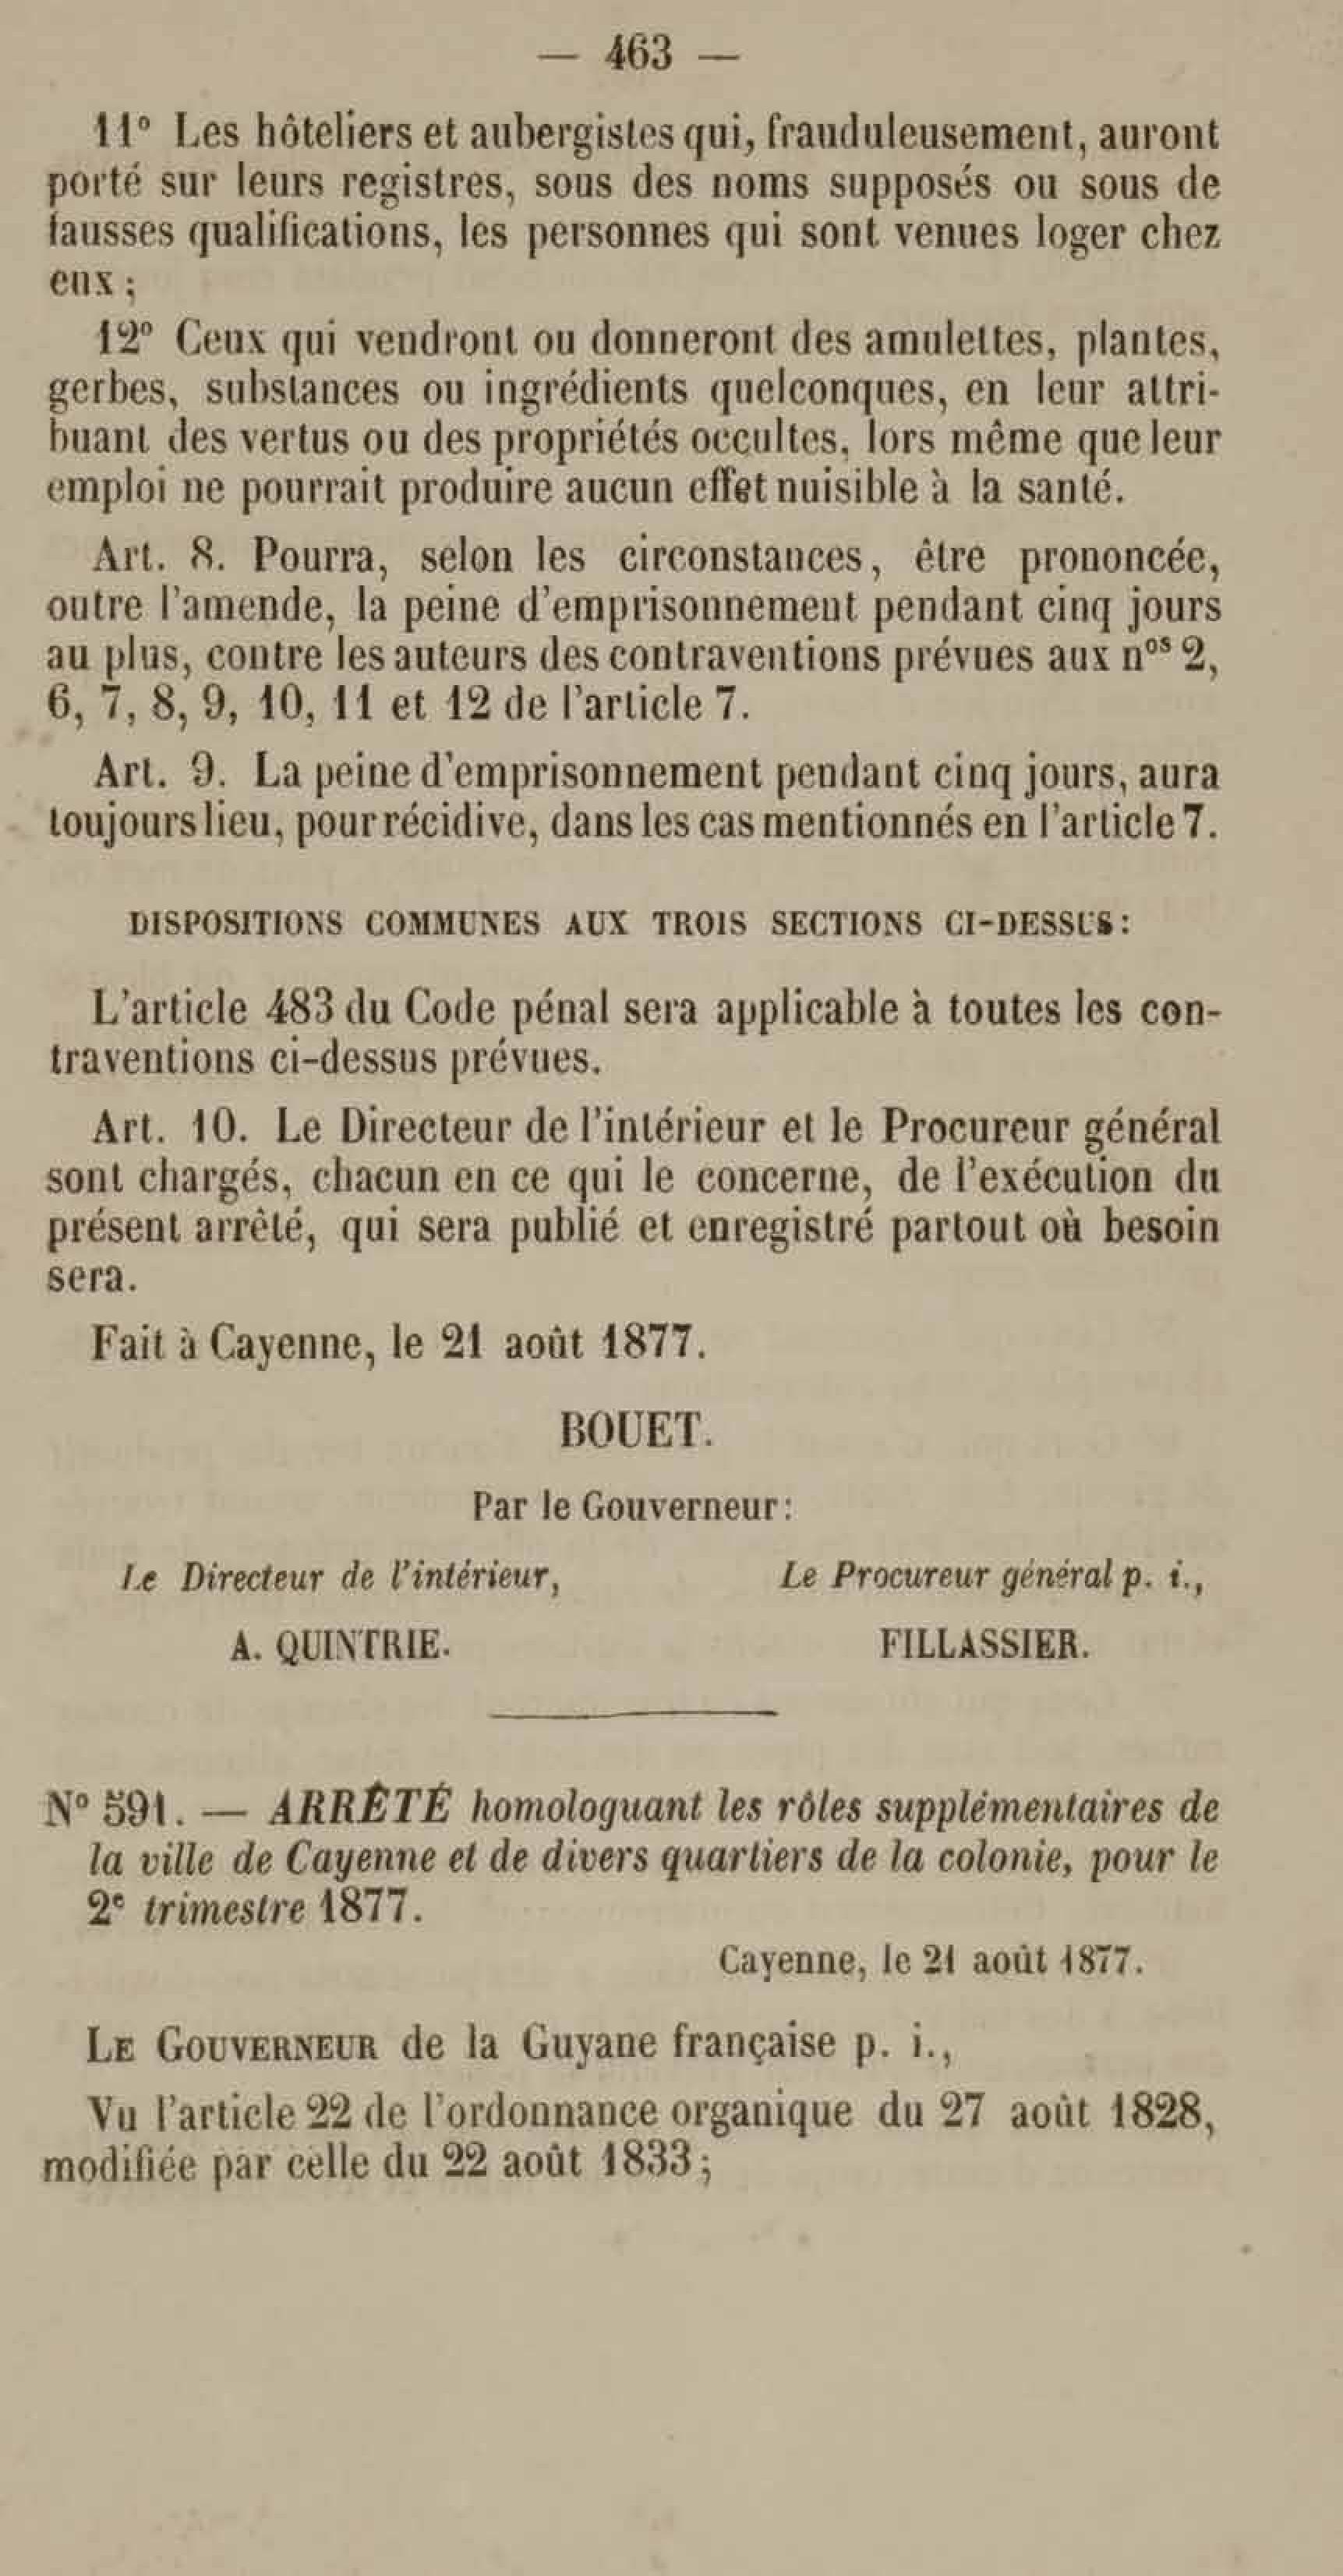 — 463 —
11° Les hôteliers et aubergistes qui, frauduleusement, auront
porté sur leurs registres, sous des noms supposés ou sous de
fausses qualifications, les personnes qui sont venues loger chez
eux ;
12° Ceux qui vendront ou donneront des amulettes, plantes,
gerbes, substances ou ingrédients quelconques, en leur attri-
buant des vertus ou des propriétés occultes, lors même que leur
emploi ne pourrait produire aucun effet nuisible à la santé.
Art. 8. Pourra, selon les circonstances, être prononcée,
outre l'amende, la peine d'emprisonnement pendant cinq jours
au plus, contre les auteurs des contraventions prévues aux nos 2,
6, 7, 8, 9, 10, 11 et 12 de l'article 7.
Art. 9. La peine d'emprisonnement pendant cinq jours, aura
toujours lieu, pour récidive, dans les cas mentionnés en l'article 7.
DISPOSITIONS COMMUNES AUX TROIS SECTIONS CI-DESSUS :
L'article 483 du Code pénal sera applicable à toutes les con-
traventions ci-dessus prévues.
Art. 10. Le Directeur de l'intérieur et le Procureur général
sont chargés, chacun en ce qui le concerne, de l'exécution du
présent arrêté, qui sera publié et enregistré partout où besoin
sera.
Fait à Cayenne, le 21 août 1877.
BOUET.
Par le Gouverneur :
Le Directeur de l'intérieur, Le Procureur général p. i.,
A. QUINTRIE. FILLASSIER.
N° 591. — ARRÊTÉ homologuant les rôles supplémentaires de
la ville de Cayenne et de divers quartiers de la colonie, pour le
2e trimestre 1877.
Cayenne, le 21 août 1877.
LE GOUVERNEUR de la Guyane française p. i.,
Vu l'article 22 de l'ordonnance organique du 27 août 1828,
modifiée par celle du 22 août 1833 ;